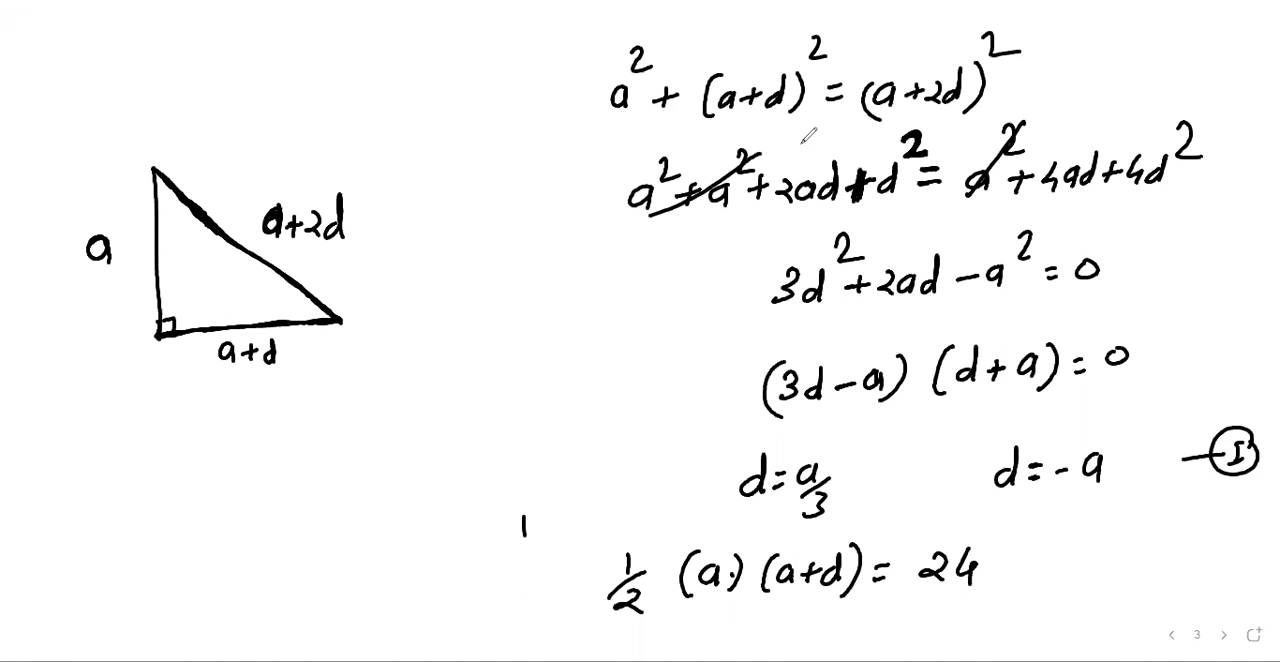 a² + (a+d)² = (a+2d)²
a² + a² + 2ad + d² = a² + 4ad + 4d²
a+2d
a
3d² + 2ad - a² = 0
a+d
(3d - a) (d + a) = 0
d = a/3 d = - a — I
1
1/2 (a·) (a+d) = 24
< 3 >